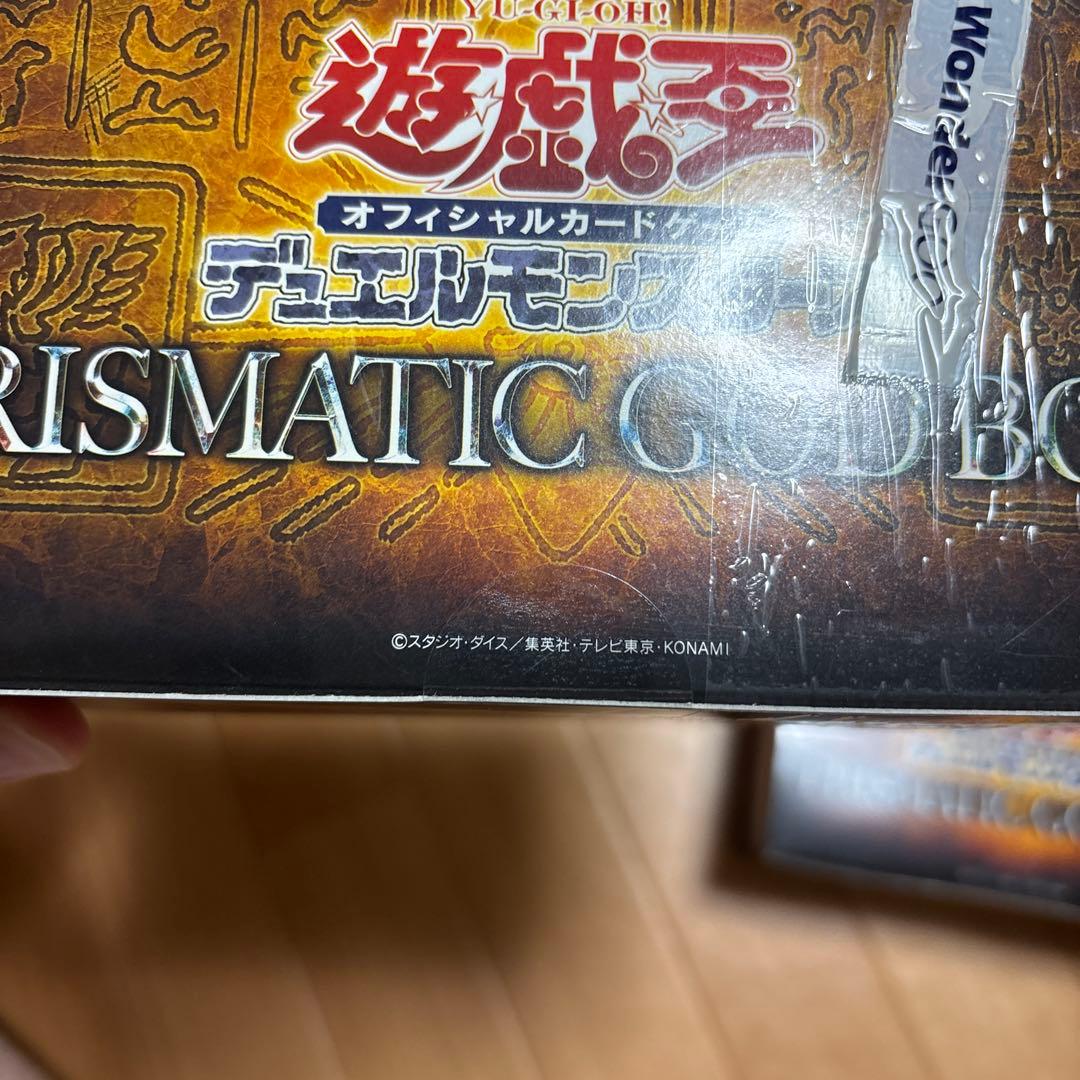 YU-GI-OH!
遊戯王
オフィシャルカードゲー
デュエルモンスター
RISMATIC GOD BO
WonderGOO
©スタジオ・ダイス／集英社・テレビ東京・KONAMI